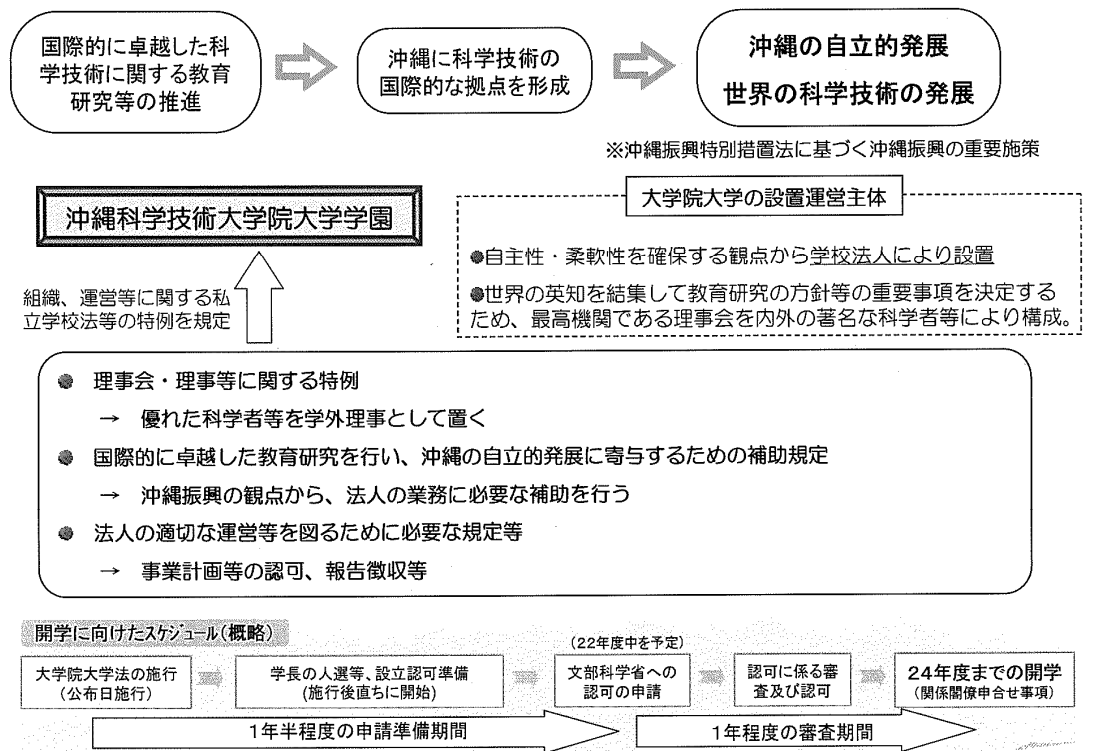 国際的に卓越した科
学技術に関する教育
研究等の推進
沖縄に科学技術の
国際的な拠点を形成
沖縄の自立的発展
世界の科学技術の発展
※沖縄振興特別措置法に基づく沖縄振興の重要施策
沖縄科学技術大学院大学学園
大学院大学の設置運営主体
●自主性・柔軟性を確保する観点から学校法人により設置
●世界の英知を結集して教育研究の方針等の重要事項を決定する
ため、最高機関である理事会を内外の著名な科学者等により構成。
組織、運営等に関する私
立学校法等の特例を規定
● 理事会・理事等に関する特例
→ 優れた科学者等を学外理事として置く
● 国際的に卓越した教育研究を行い、沖縄の自立的発展に寄与するための補助規定
→ 沖縄振興の観点から、法人の業務に必要な補助を行う
● 法人の適切な運営等を図るために必要な規定等
→ 事業計画等の認可、報告徴収等
開学に向けたスケジュール(概略)
大学院大学法の施行
(公布日施行)
学長の人選等、設立認可準備
(施行後直ちに開始)
(22年度中を予定)
文部科学省への
認可の申請
認可に係る審
査及び認可
24年度までの開学
(関係閣僚申合せ事項)
1年半程度の申請準備期間
1年程度の審査期間